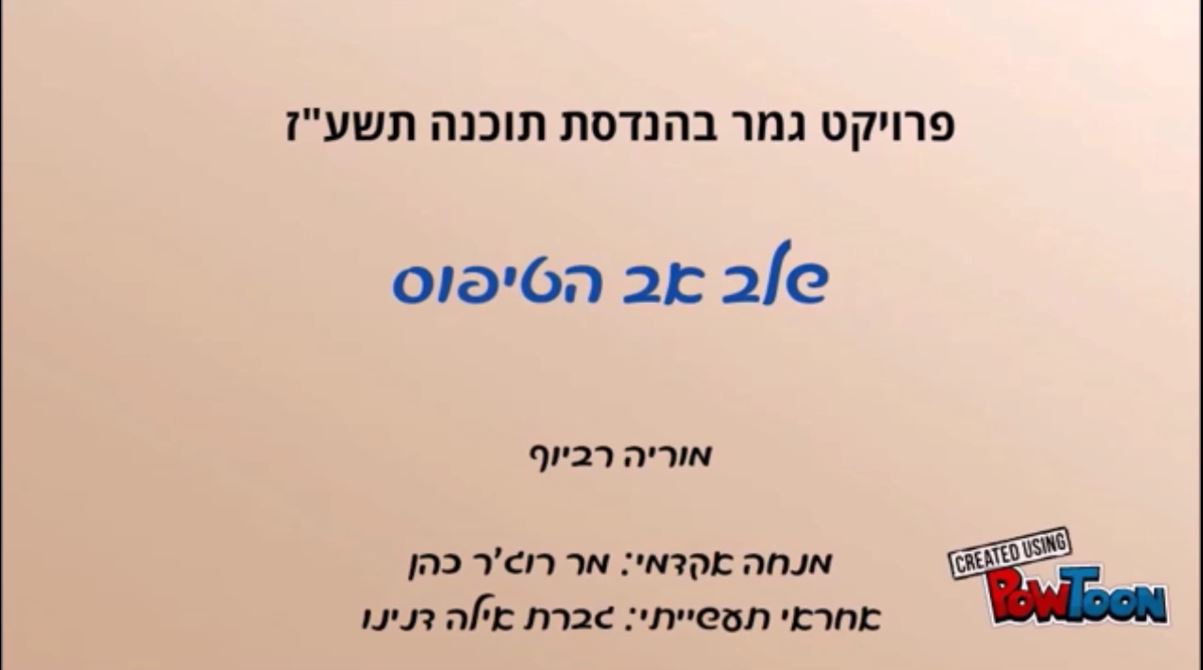 פרויקט גמר בהנדסת תוכנה תשע"ז
שלב אב הטיפוס
מוריה רביוף
מנחה אקדמי: מר רוג'ר כהן
אחראי תעשייתי: גברת אילה דנינו
CREATED USING
PowToon